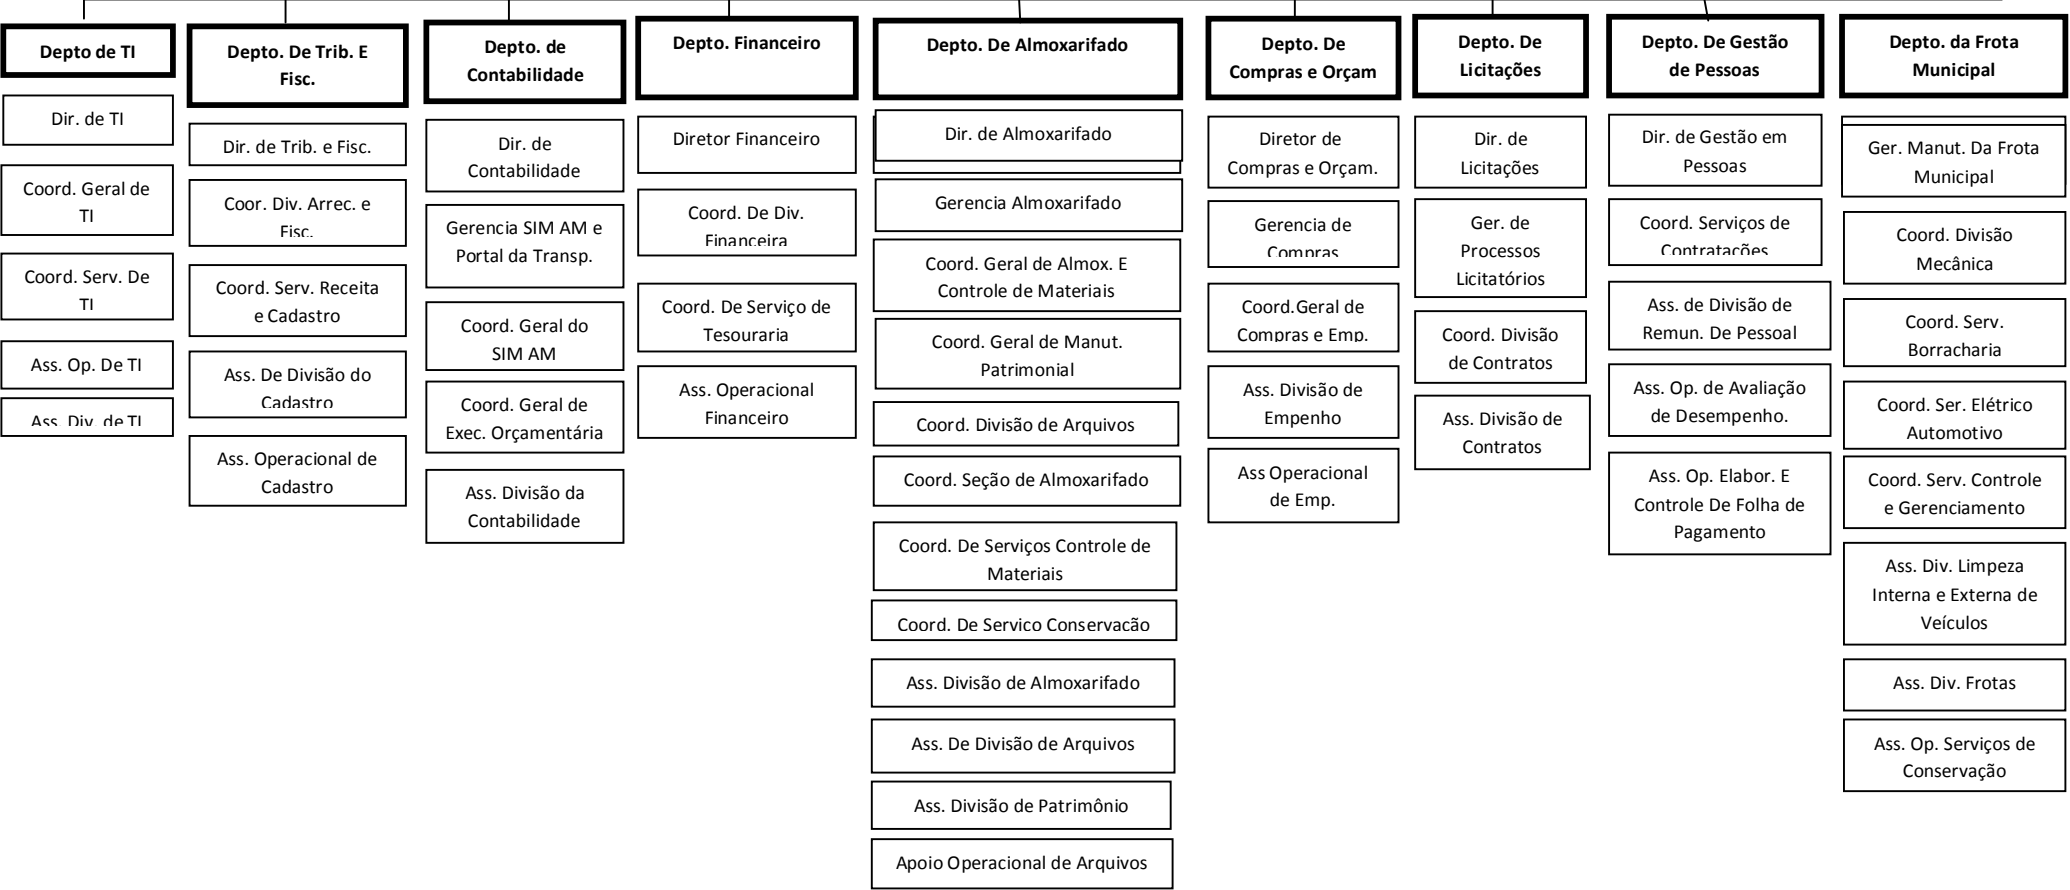 Depto de TI
Dir. de TI
Coord. Geral de
TI
Coord. Serv. De
TI
Ass. Op. De TI
Ass. Div. de TI
Depto. De Trib. E
Fisc.
Dir. de Trib. e Fisc.
Coor. Div. Arrec. e
Fisc.
Coord. Serv. Receita
e Cadastro
Ass. De Divisão do
Cadastro
Ass. Operacional de
Cadastro
Depto. de
Contabilidade
Dir. de
Contabilidade
Gerencia SIM AM e
Portal da Transp.
Coord. Geral do
SIM AM
Coord. Geral de
Exec. Orçamentária
Ass. Divisão da
Contabilidade
Depto. Financeiro
Diretor Financeiro
Coord. De Div.
Financeira
Coord. De Serviço de
Tesouraria
Ass. Operacional
Financeiro
Depto. De Almoxarifado
Dir. de Almoxarifado
Gerencia Almoxarifado
Coord. Geral de Almox. E
Controle de Materiais
Coord. Geral de Manut.
Patrimonial
Coord. Divisão de Arquivos
Coord. Seção de Almoxarifado
Coord. De Serviços Controle de
Materiais
Coord. De Serviço Conservação
Ass. Divisão de Almoxarifado
Ass. De Divisão de Arquivos
Ass. Divisão de Patrimônio
Apoio Operacional de Arquivos
Depto. De
Compras e Orçam
Diretor de
Compras e Orçam.
Gerencia de
Compras
Coord.Geral de
Compras e Emp.
Ass. Divisão de
Empenho
Ass Operacional
de Emp.
Depto. De
Licitações
Dir. de
Licitações
Ger. de
Processos
Licitatórios
Coord. Divisão
de Contratos
Ass. Divisão de
Contratos
Depto. De Gestão
de Pessoas
Dir. de Gestão em
Pessoas
Coord. Serviços de
Contratações
Ass. de Divisão de
Remun. De Pessoal
Ass. Op. de Avaliação
de Desempenho.
Ass. Op. Elabor. E
Controle De Folha de
Pagamento
Depto. da Frota
Municipal
Ger. Manut. Da Frota
Municipal
Coord. Divisão
Mecânica
Coord. Serv.
Borracharia
Coord. Ser. Elétrico
Automotivo
Coord. Serv. Controle
e Gerenciamento
Ass. Div. Limpeza
Interna e Externa de
Veículos
Ass. Div. Frotas
Ass. Op. Serviços de
Conservação